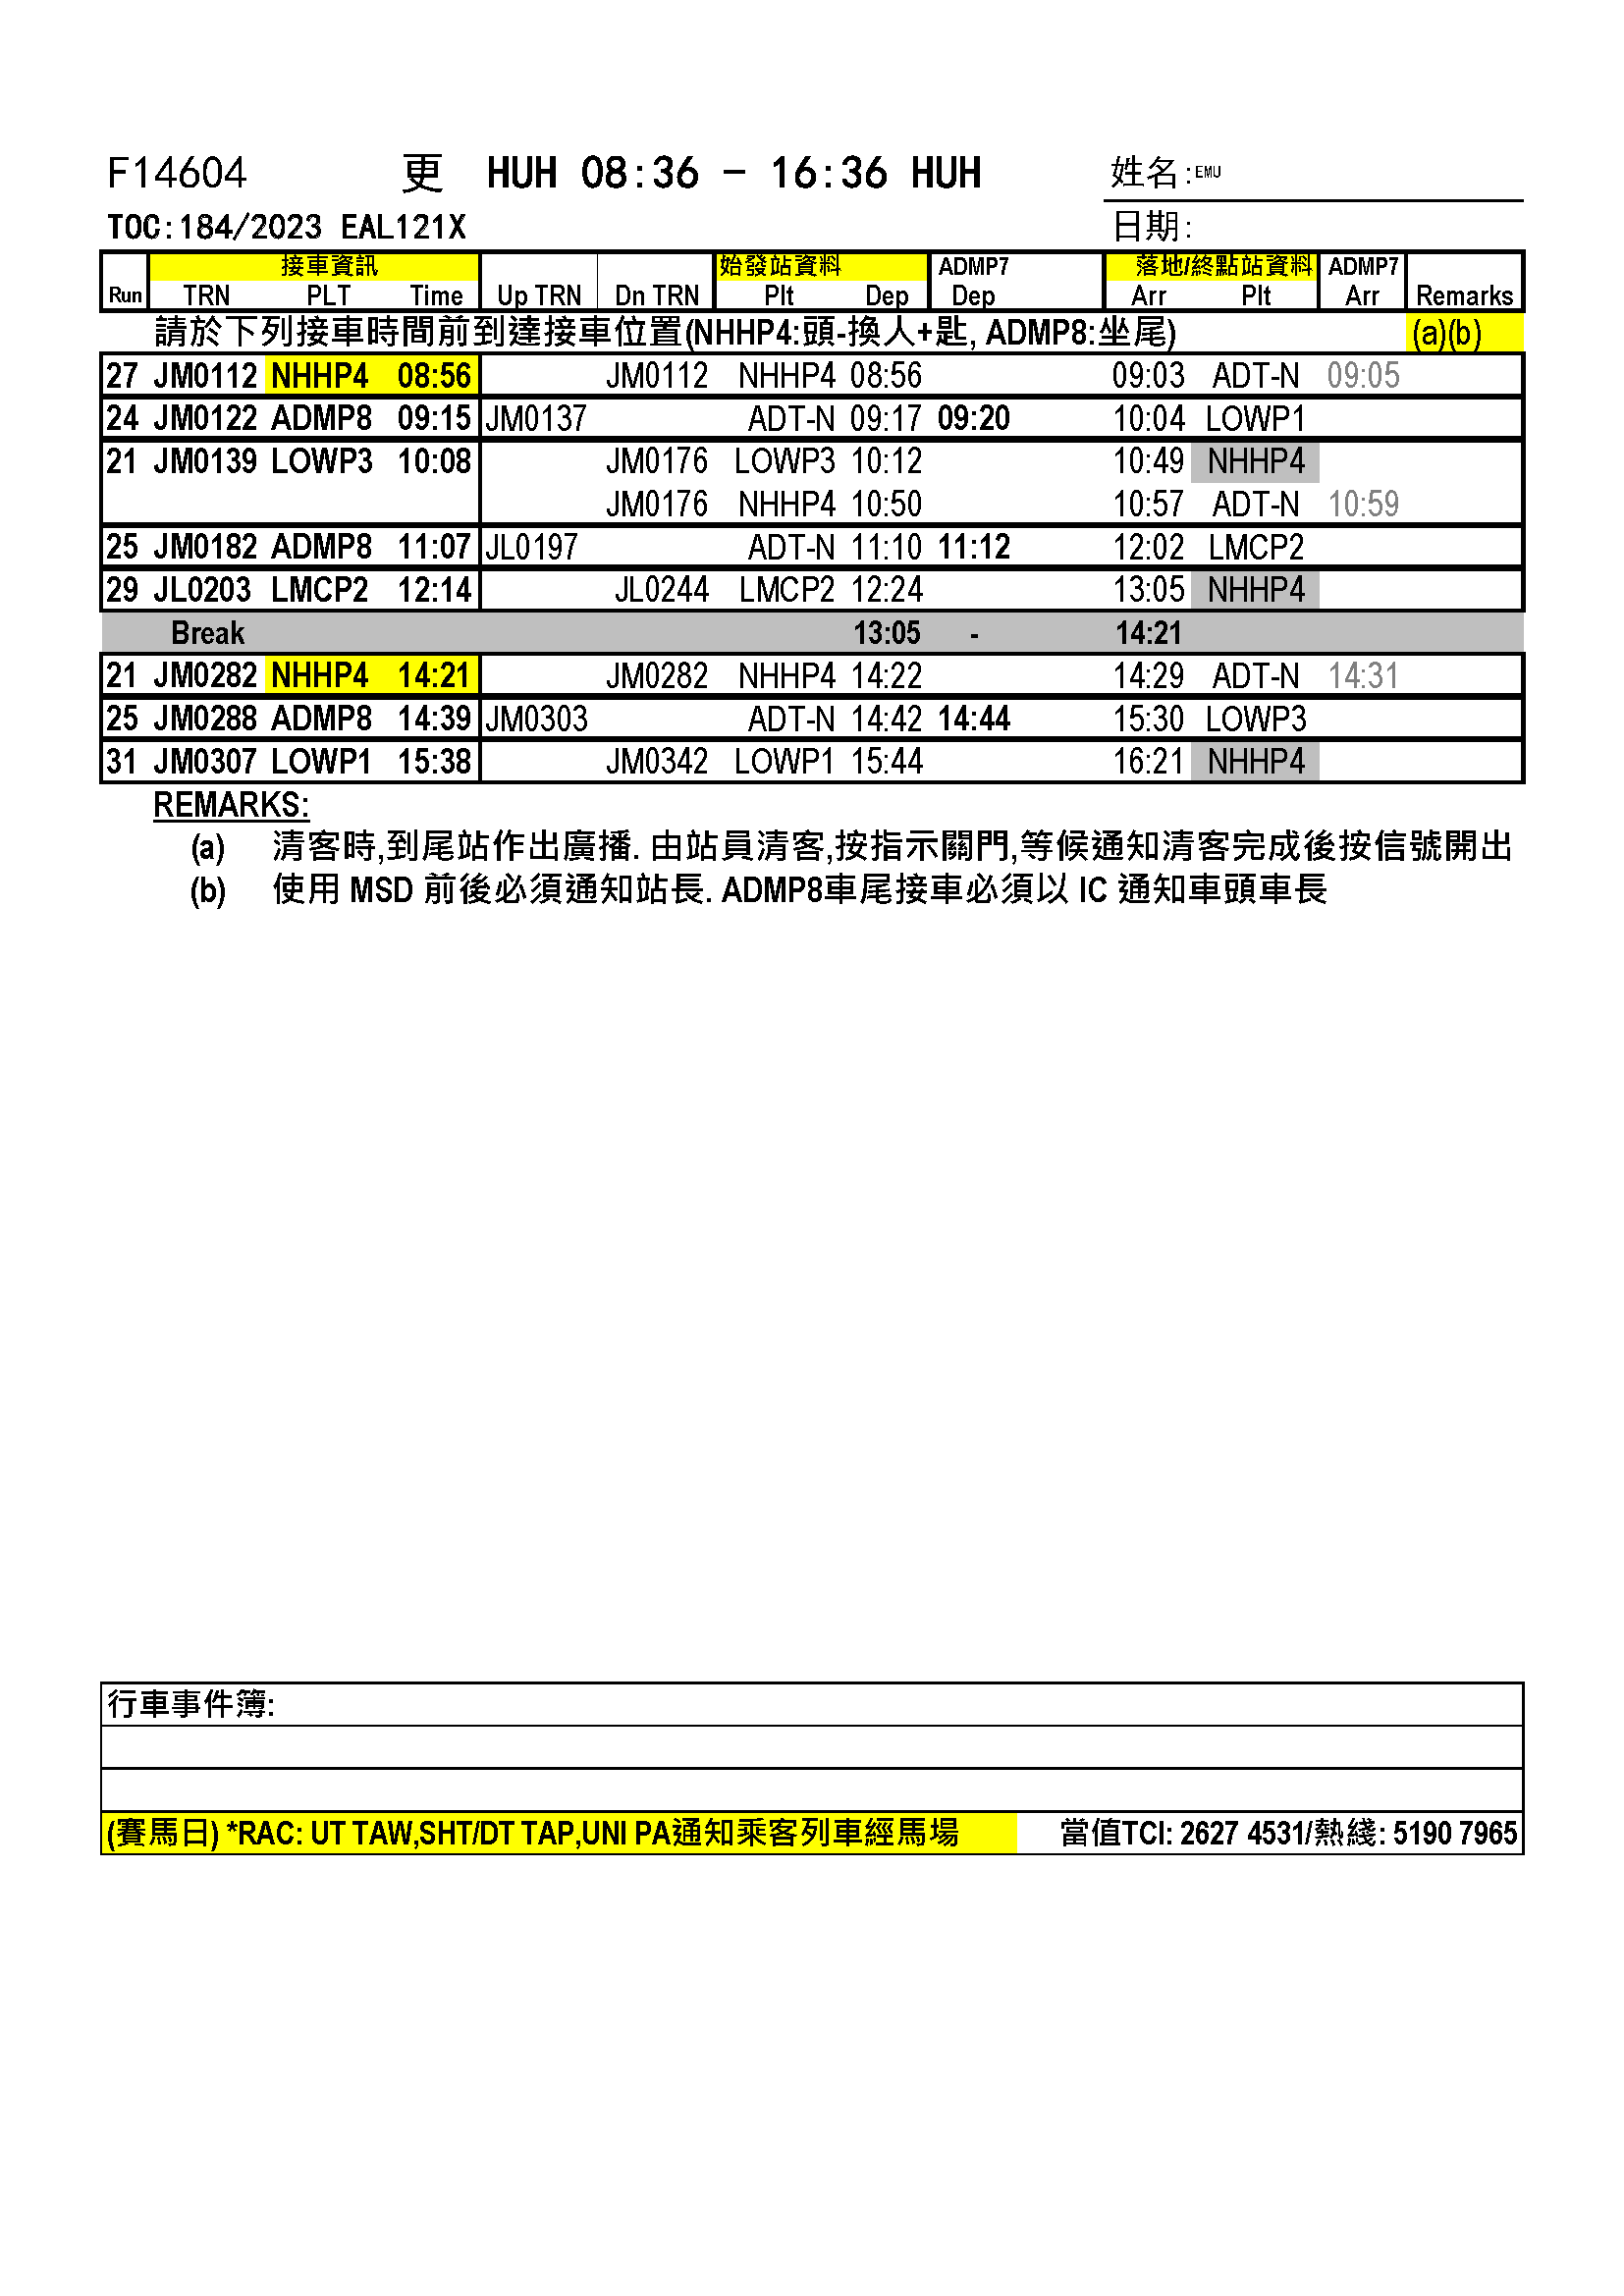 F14604 更 HUH 08:36 - 16:36 HUH 姓名:EMU
TOC:184/2023 EAL121X 日期:
接車資訊 始發站資料 ADMP7 落地/終點站資料 ADMP7
Run TRN PLT Time Up TRN Dn TRN Plt Dep Dep Arr Plt Arr Remarks
請於下列接車時間前到達接車位置(NHHP4:頭-換人+匙, ADMP8:坐尾) (a)(b)
27 JM0112 NHHP4 08:56 JM0112 NHHP4 08:56 09:03 ADT-N 09:05
24 JM0122 ADMP8 09:15 JM0137 ADT-N 09:17 09:20 10:04 LOWP1
21 JM0139 LOWP3 10:08 JM0176 LOWP3 10:12 10:49 NHHP4
JM0176 NHHP4 10:50 10:57 ADT-N 10:59
25 JM0182 ADMP8 11:07 JL0197 ADT-N 11:10 11:12 12:02 LMCP2
29 JL0203 LMCP2 12:14 JL0244 LMCP2 12:24 13:05 NHHP4
Break 13:05 - 14:21
21 JM0282 NHHP4 14:21 JM0282 NHHP4 14:22 14:29 ADT-N 14:31
25 JM0288 ADMP8 14:39 JM0303 ADT-N 14:42 14:44 15:30 LOWP3
31 JM0307 LOWP1 15:38 JM0342 LOWP1 15:44 16:21 NHHP4
REMARKS:
(a) 清客時,到尾站作出廣播. 由站員清客,按指示關門,等候通知清客完成後按信號開出
(b) 使用 MSD 前後必須通知站長. ADMP8車尾接車必須以 IC 通知車頭車長
行車事件簿:
(賽馬日) *RAC: UT TAW,SHT/DT TAP,UNI PA通知乘客列車經馬場 當值TCI: 2627 4531/熱綫: 5190 7965